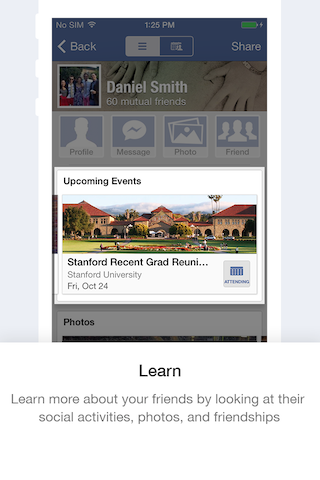 No SIM 1:25 PM
Back Share
Daniel Smith
60 mutual friends
Profile Message Photo Friend
Upcoming Events
Stanford Recent Grad Reuni...
Stanford University
Fri, Oct 24
ATTENDING
Photos
Learn
Learn more about your friends by looking at their
social activities, photos, and friendships